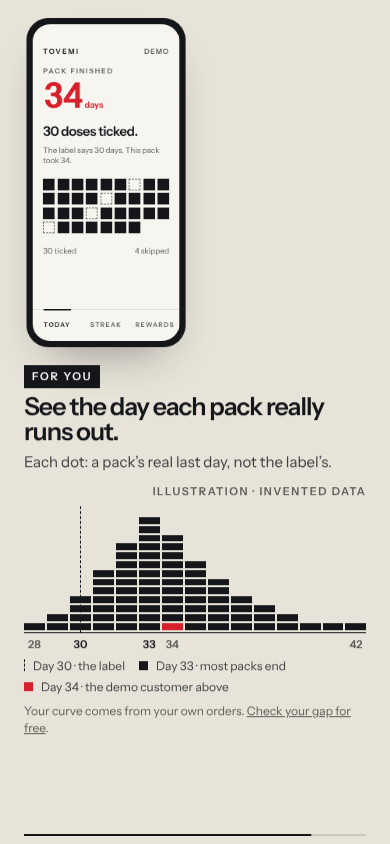 TOVEMI DEMO
PACK FINISHED
34 days
30 doses ticked.
The label says 30 days. This pack
took 34.
30 ticked 4 skipped
TODAY STREAK REWARDS
FOR YOU
See the day each pack really
runs out.
Each dot: a pack's real last day, not the label's.
ILLUSTRATION · INVENTED DATA
28 30 33 34 42
Day 30 · the label Day 33 · most packs end
Day 34 · the demo customer above
Your curve comes from your own orders. Check your gap for
free.